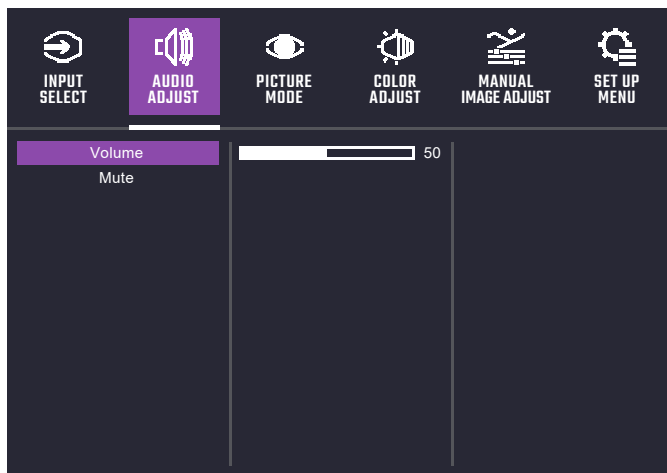 INPUT
SELECT
AUDIO
ADJUST
PICTURE
MODE
COLOR
ADJUST
MANUAL
IMAGE ADJUST
SET UP
MENU
Volume
50
Mute